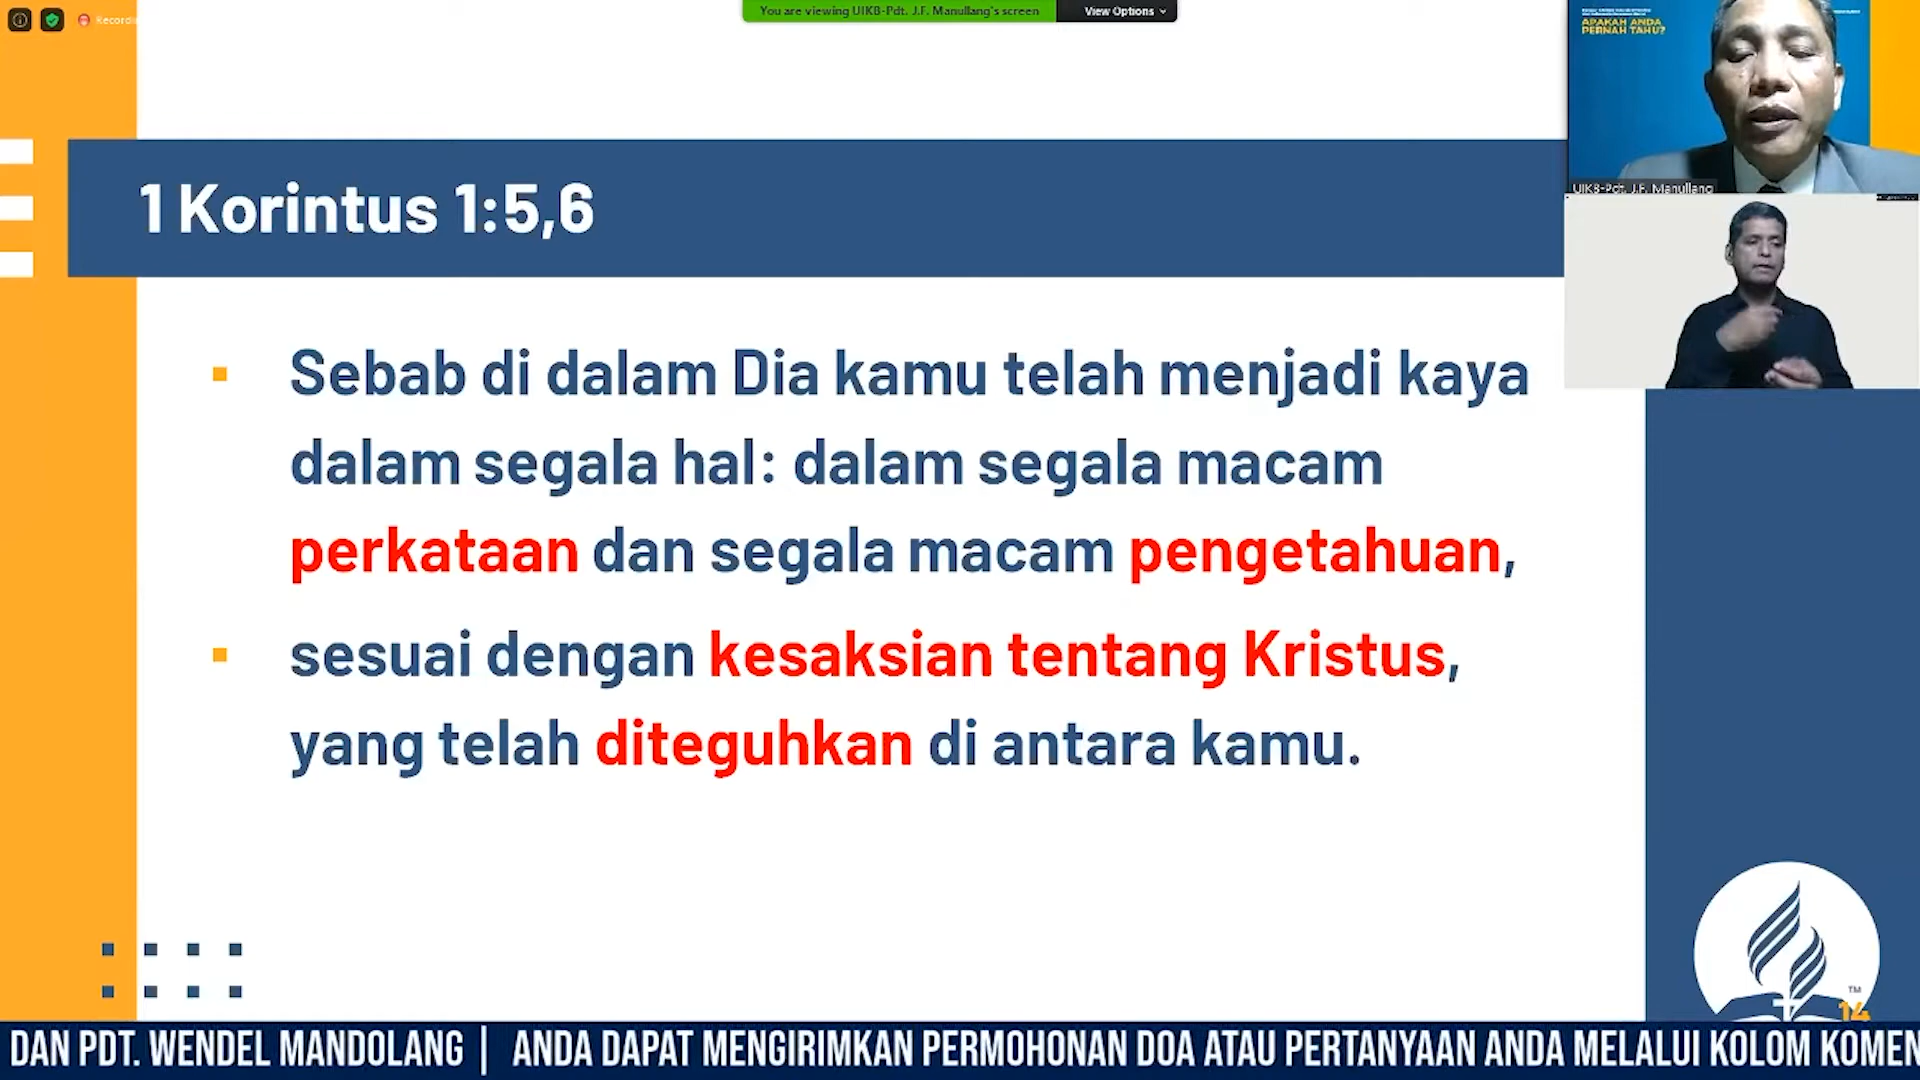 You are viewing UIKB-Pdt. J.F. Manullang's screen
View Options
APAKAH ANDA
PERNAH TAHU?
UIKB-Pdt. J.F. Manullang
1 Korintus 1:5,6
Sebab di dalam Dia kamu telah menjadi kaya
dalam segala hal: dalam segala macam
perkataan dan segala macam pengetahuan,
sesuai dengan kesaksian tentang Kristus,
yang telah diteguhkan di antara kamu.
TM
14
DAN PDT. WENDEL MANDOLANG | ANDA DAPAT MENGIRIMKAN PERMOHONAN DOA ATAU PERTANYAAN ANDA MELALUI KOLOM KOMEN